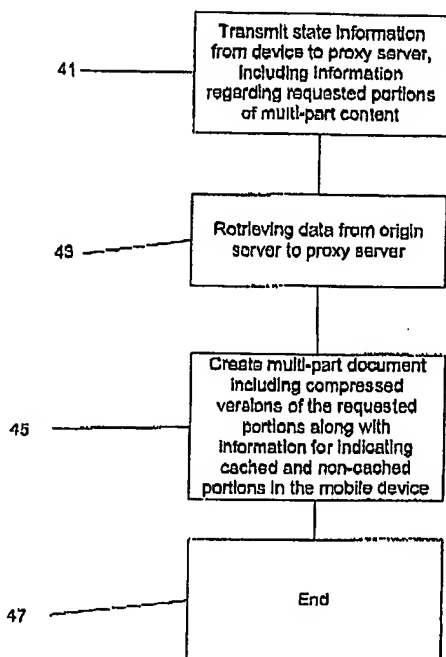 Transmit state information
from device to proxy server,
including information
regarding requested portions
of multi-part content
41
Retrieving data from origin
server to proxy server
43
Create multi-part document
including compressed
versions of the requested
portions along with
information for indicating
cached and non-cached
portions in the mobile device
45
End
47